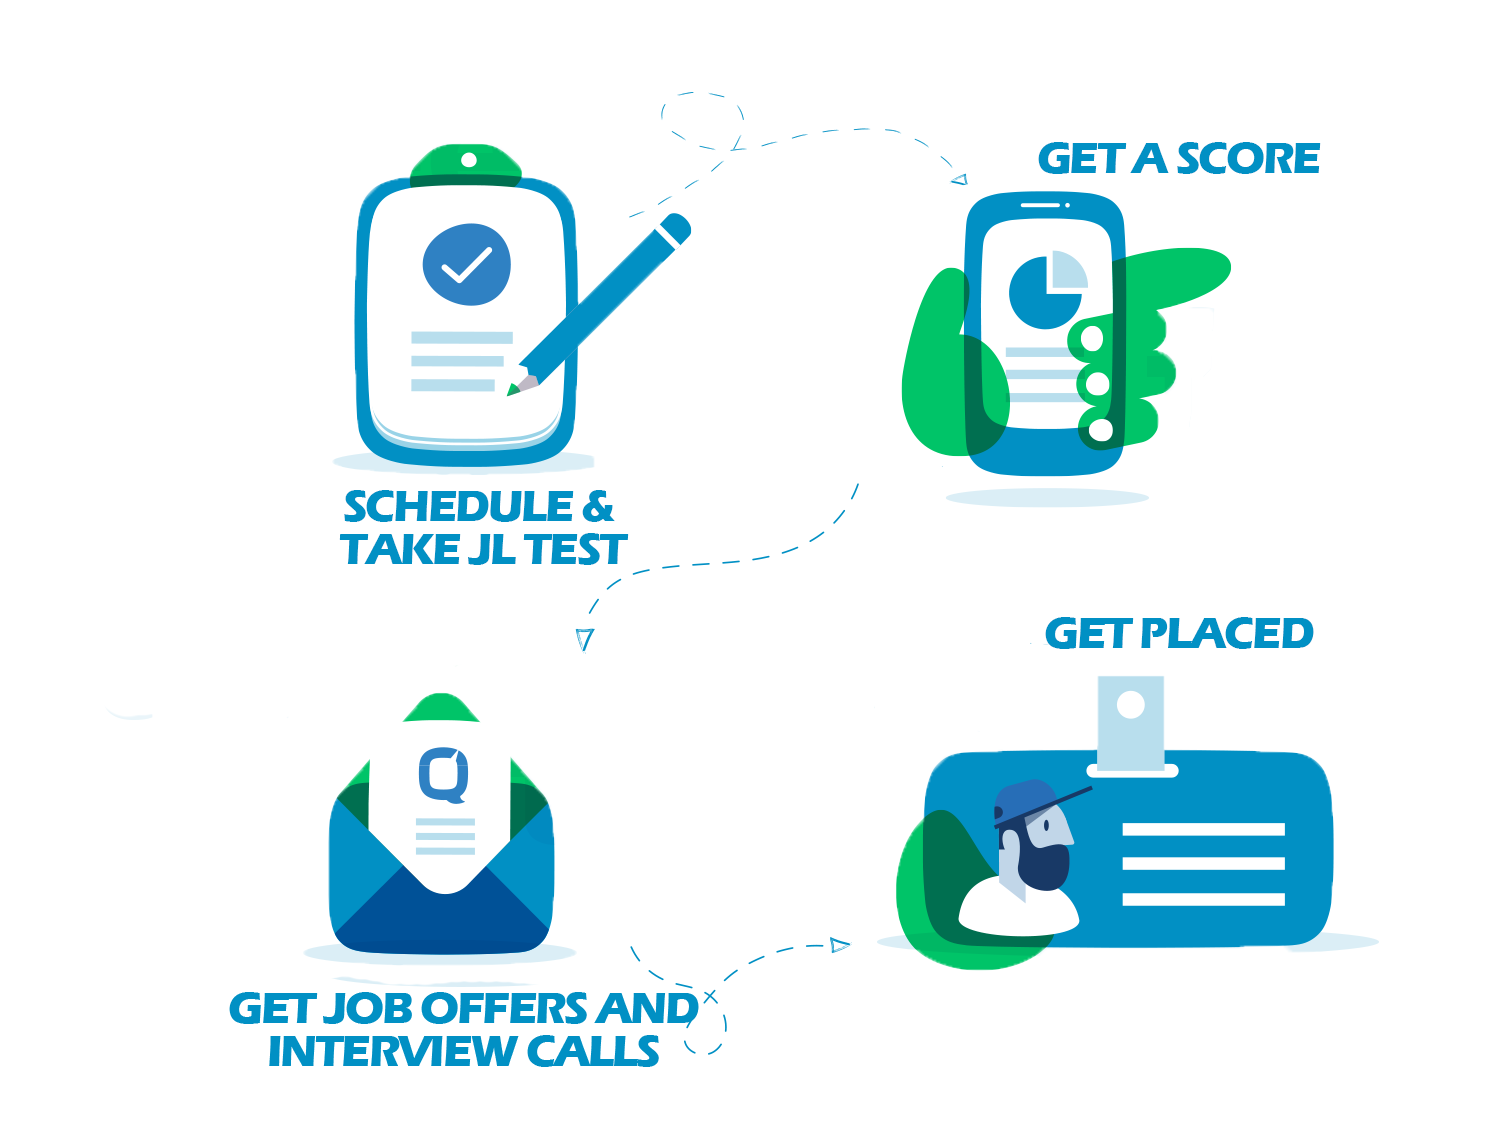 SCHEDULE &
TAKE JL TEST
GET A SCORE
Q
GET JOB OFFERS AND
INTERVIEW CALLS
GET PLACED